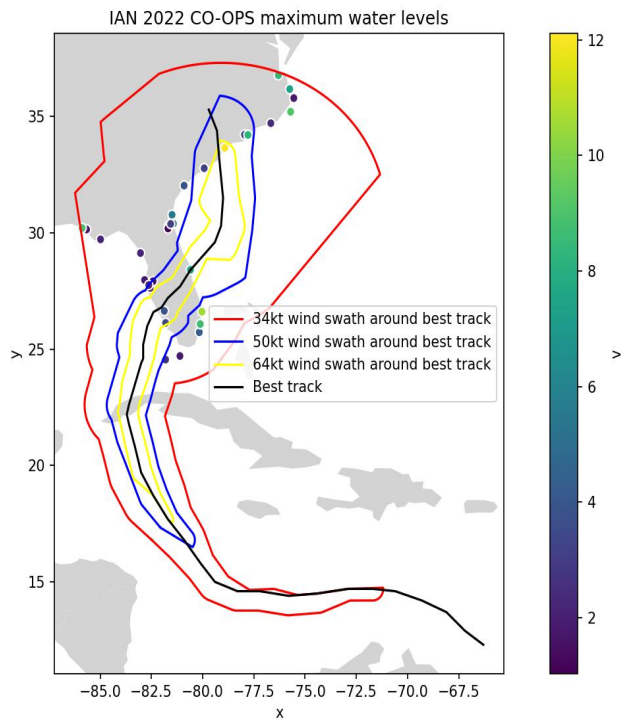 IAN 2022 CO-OPS maximum water levels
35
30
25
20
15
y
34kt wind swath around best track
50kt wind swath around best track
64kt wind swath around best track
Best track
−85.0 −82.5 −80.0 −77.5 −75.0 −72.5 −70.0 −67.5
x
12
10
8
6
4
2
v